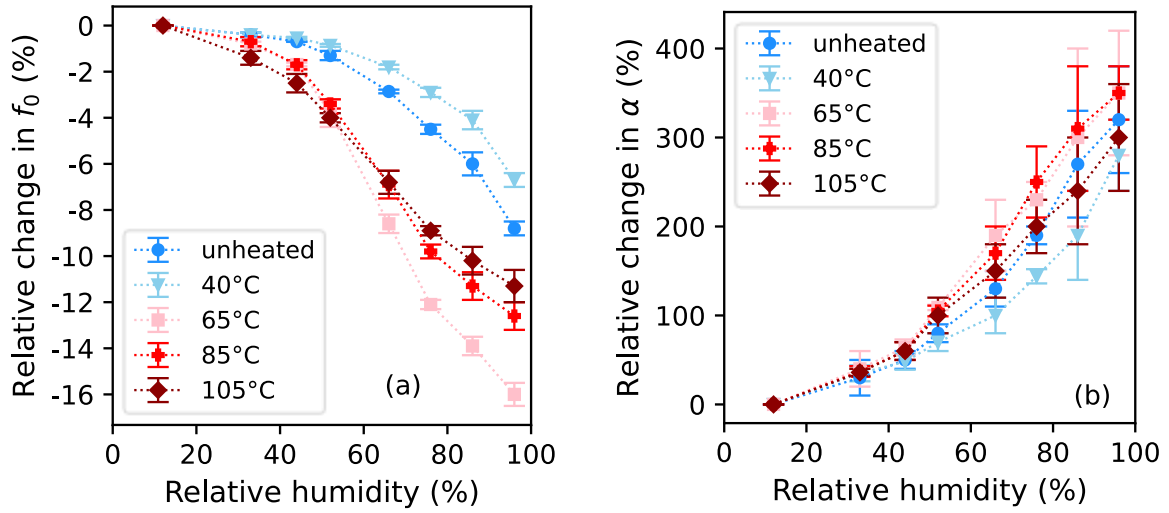 Relative change in f₀ (%)
0
-2
-4
-6
-8
-10
-12
-14
-16
unheated
40°C
65°C
85°C
105°C
(a)
0 20 40 60 80 100
Relative humidity (%)
Relative change in α (%)
400
300
200
100
0
unheated
40°C
65°C
85°C
105°C
(b)
0 20 40 60 80 100
Relative humidity (%)